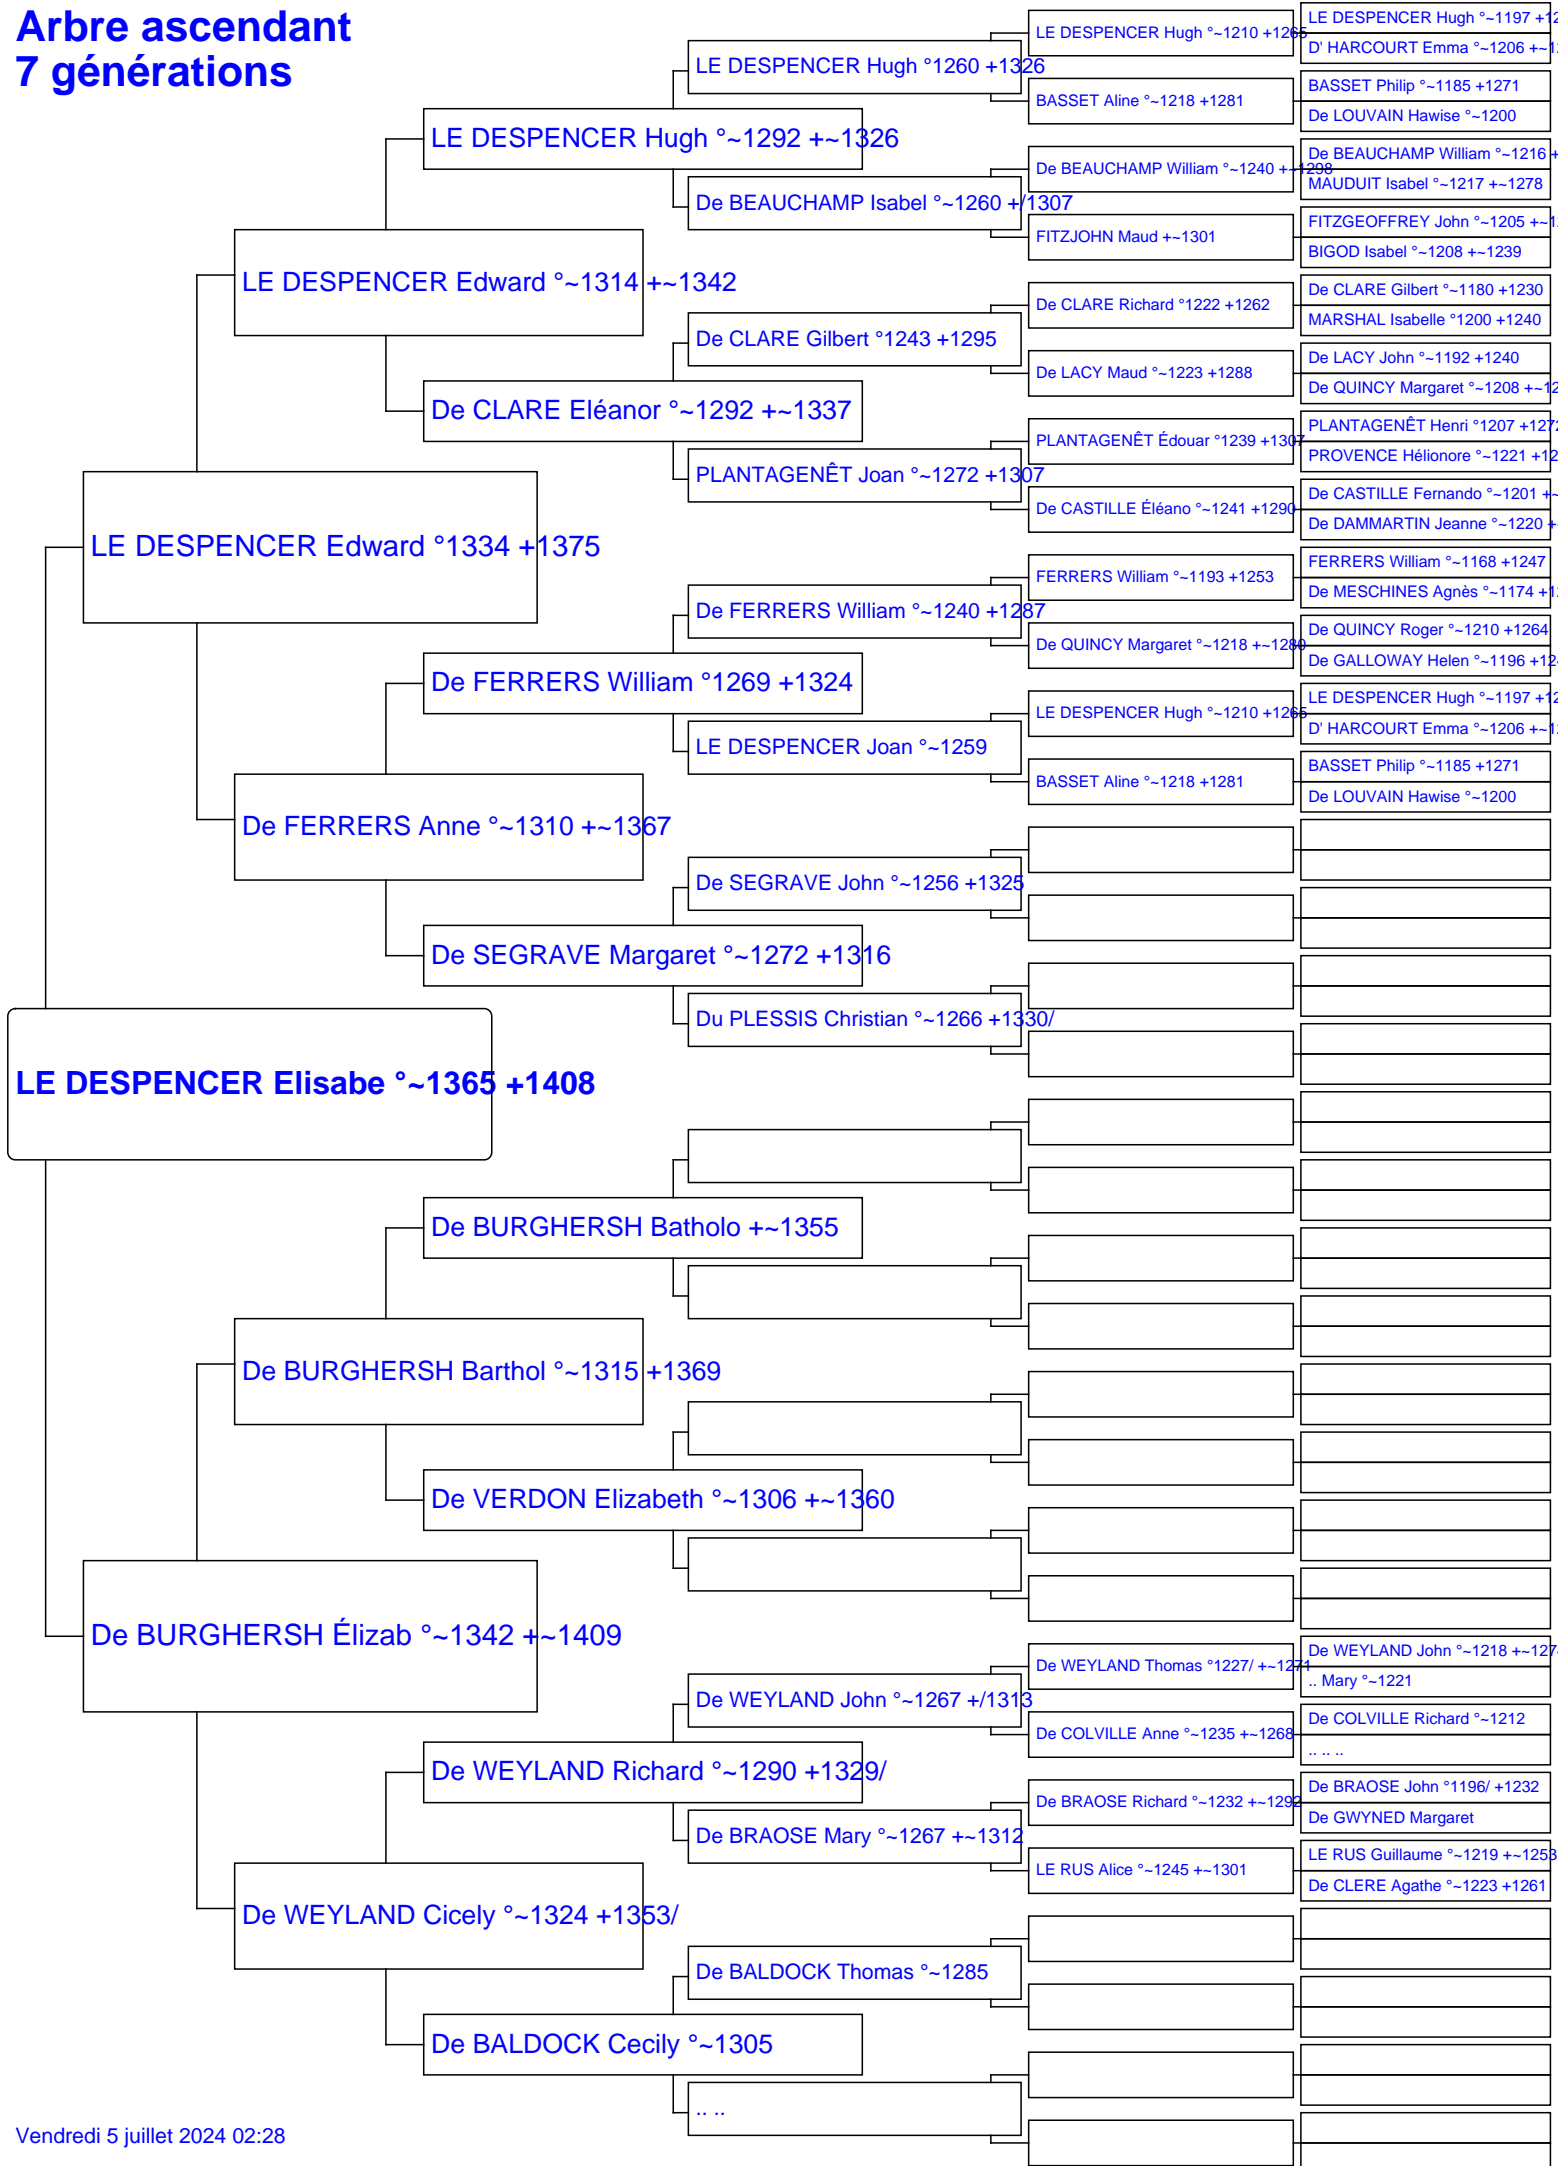 Arbre ascendant
7 générations
LE DESPENCER Elisabe °~1365 +1408
LE DESPENCER Edward °1334 +1375
De BURGHERSH Élizab °~1342 +~1409
LE DESPENCER Edward °~1314 +~1342
De FERRERS Anne °~1310 +~1367
De BURGHERSH Barthol °~1315 +1369
De WEYLAND Cicely °~1324 +1353/
LE DESPENCER Hugh °~1292 +~1326
De CLARE Eléanor °~1292 +~1337
De FERRERS William °1269 +1324
De SEGRAVE Margaret °~1272 +1316
De BURGHERSH Batholo +~1355
De VERDON Elizabeth °~1306 +~1360
De WEYLAND Richard °~1290 +1329/
De BALDOCK Cecily °~1305
LE DESPENCER Hugh °1260 +1326
De BEAUCHAMP Isabel °~1260 +/1307
De CLARE Gilbert °1243 +1295
PLANTAGENÊT Joan °~1272 +1307
De FERRERS William °~1240 +1287
LE DESPENCER Joan °~1259
De SEGRAVE John °~1256 +1325
Du PLESSIS Christian °~1266 +1330/
De WEYLAND John °~1267 +/1313
De BRAOSE Mary °~1267 +~1312
De BALDOCK Thomas °~1285
.. ..
LE DESPENCER Hugh °~1210 +1265
BASSET Aline °~1218 +1281
De BEAUCHAMP William °~1240 +~1298
FITZJOHN Maud +~1301
De CLARE Richard °1222 +1262
De LACY Maud °~1223 +1288
PLANTAGENÊT Édouar °1239 +1307
De CASTILLE Éléano °~1241 +1290
FERRERS William °~1193 +1253
De QUINCY Margaret °~1218 +~1280
LE DESPENCER Hugh °~1210 +1265
BASSET Aline °~1218 +1281
De WEYLAND Thomas °1227/ +~1271
De COLVILLE Anne °~1235 +~1268
De BRAOSE Richard °~1232 +~1292
LE RUS Alice °~1245 +~1301
LE DESPENCER Hugh °~1197 +12
D' HARCOURT Emma °~1206 +~12
BASSET Philip °~1185 +1271
De LOUVAIN Hawise °~1200
De BEAUCHAMP William °~1216 +
MAUDUIT Isabel °~1217 +~1278
FITZGEOFFREY John °~1205 +~12
BIGOD Isabel °~1208 +~1239
De CLARE Gilbert °~1180 +1230
MARSHAL Isabelle °1200 +1240
De LACY John °~1192 +1240
De QUINCY Margaret °~1208 +~12
PLANTAGENÊT Henri °1207 +1272
PROVENCE Hélionore °~1221 +12
De CASTILLE Fernando °~1201 +~
De DAMMARTIN Jeanne °~1220 +
FERRERS William °~1168 +1247
De MESCHINES Agnès °~1174 +12
De QUINCY Roger °~1210 +1264
De GALLOWAY Helen °~1196 +124
LE DESPENCER Hugh °~1197 +12
D' HARCOURT Emma °~1206 +~12
BASSET Philip °~1185 +1271
De LOUVAIN Hawise °~1200
De WEYLAND John °~1218 +~1274
.. Mary °~1221
De COLVILLE Richard °~1212
.. .. ..
De BRAOSE John °1196/ +1232
De GWYNED Margaret
LE RUS Guillaume °~1219 +~1253
De CLERE Agathe °~1223 +1261
Vendredi 5 juillet 2024 02:28